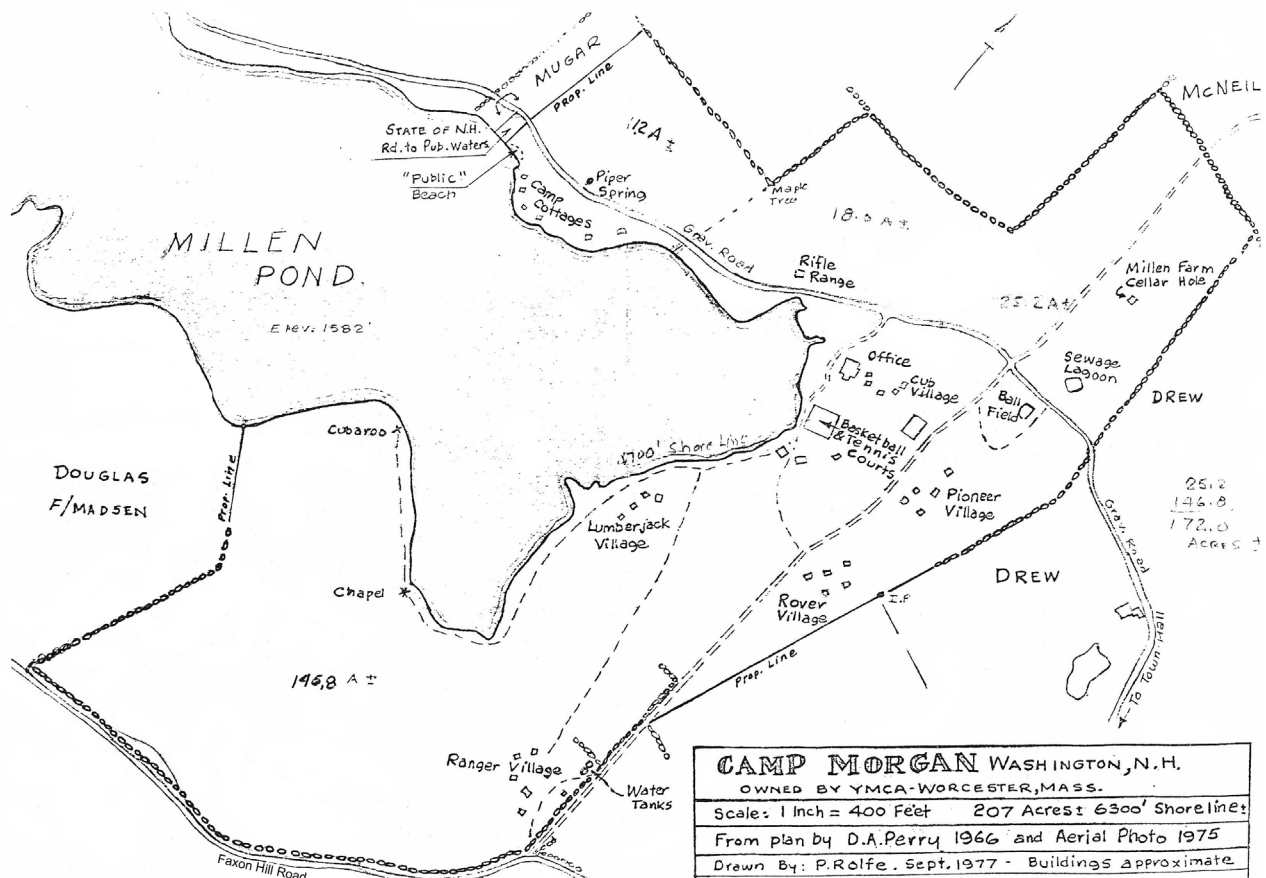 MUGAR
PROP. LINE
McNEIL
STATE OF N.H.
Rd. to Pub. Waters
"Public"
Beach
Camp
Cottages
Piper
Spring
Maple
Tree
Grav. Road
Rifle
Range
Millen Farm
Cellar Hole
25.2 A±
MILLEN
POND.
Elev. 1582'
Office
Cub
Village
Sewage
Lagoon
Ball
Field
DREW
Basketball
& Tennis
Courts
Shore Line
Cubaroo
DOUGLAS
F/MADSEN
Prop. Line
Lumberjack
Village
Pioneer
Village
25.2
146.8
172.0
ACRES ±
Grav. Road
DREW
Chapel
Rover
Village
I.P.
Prop. Line
To Town Hall
146,8 A ±
Ranger Village
Water
Tanks
Faxon Hill Road
CAMP MORGAN WASHINGTON, N.H.
OWNED BY YMCA-WORCESTER, MASS.
Scale: 1 Inch = 400 Feet 207 Acres± 6300' Shoreline±
From plan by D.A. Perry 1966 and Aerial Photo 1975
Drawn By: P. Rolfe. Sept. 1977 - Buildings approximate